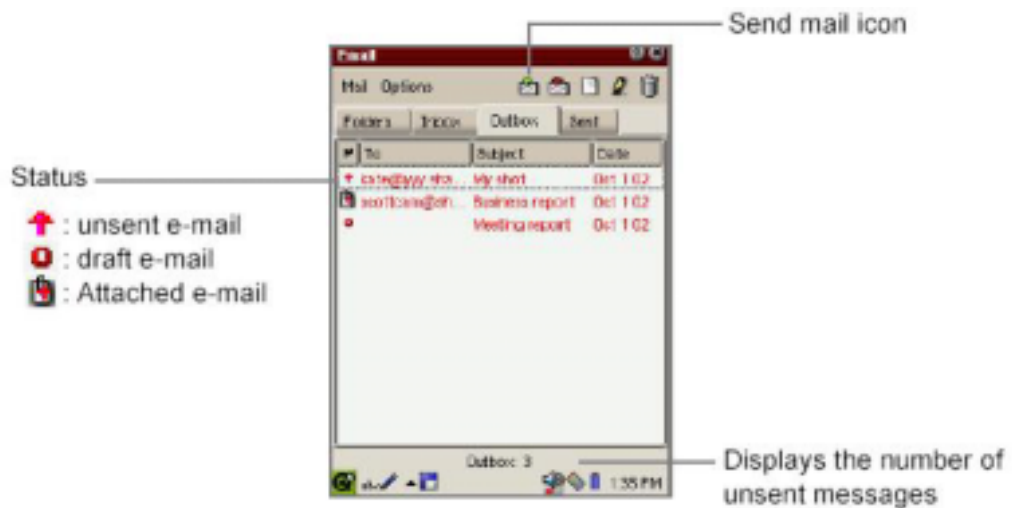 Send mail icon
Email
Mail Options
Folders Inbox Outbox Sent
To Subject Date
My shot Oct 1 02
Business report Oct 1 02
Meeting report Oct 1 02
Status
: unsent e-mail
: draft e-mail
: Attached e-mail
Outbox: 3
1:35 PM
Displays the number of
unsent messages